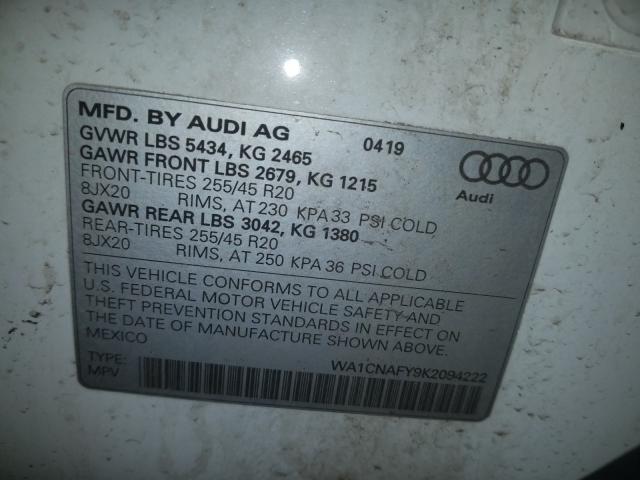 MFD. BY AUDI AG 0419
GVWR LBS 5434, KG 2465
GAWR FRONT LBS 2679, KG 1215
FRONT-TIRES 255/45 R20
8JX20 RIMS, AT 230 KPA 33 PSI COLD
GAWR REAR LBS 3042, KG 1380
REAR-TIRES 255/45 R20
8JX20 RIMS, AT 250 KPA 36 PSI COLD
Audi
THIS VEHICLE CONFORMS TO ALL APPLICABLE
U.S. FEDERAL MOTOR VEHICLE SAFETY AND
THEFT PREVENTION STANDARDS IN EFFECT ON
THE DATE OF MANUFACTURE SHOWN ABOVE.
MEXICO
TYPE:
MPV
WA1CNAFY9K2094222